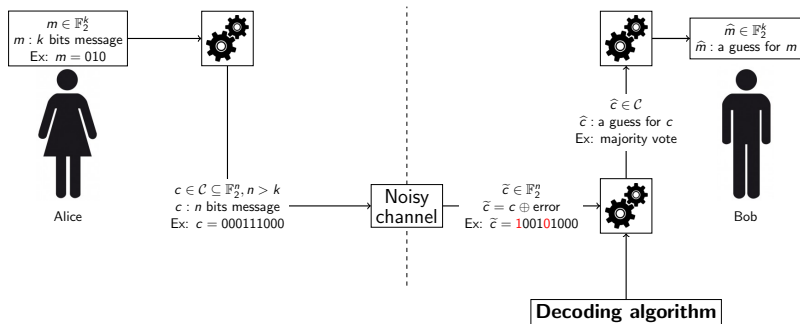 m ∈ 𝔽₂ᵏ
m : k bits message
Ex: m = 010
Alice
c ∈ 𝒞 ⊆ 𝔽₂ⁿ, n > k
c : n bits message
Ex: c = 000111000
Noisy
channel
c̃ ∈ 𝔽₂ⁿ
c̃ = c ⊕ error
Ex: c̃ = 100101000
Decoding algorithm
ĉ ∈ 𝒞
ĉ : a guess for c
Ex: majority vote
m̂ ∈ 𝔽₂ᵏ
m̂ : a guess for m
Bob